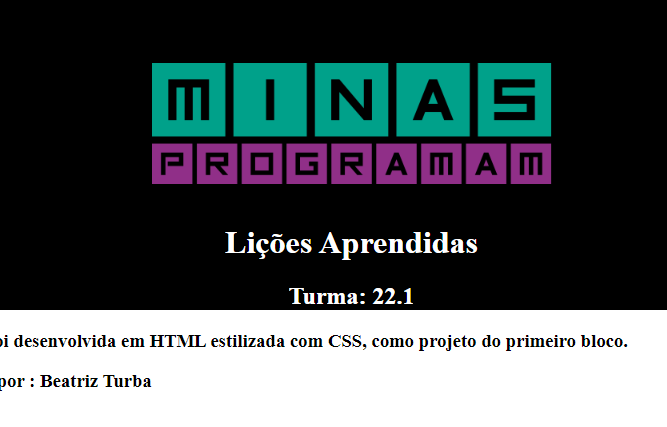 MINAS
PROGRAMAM
Lições Aprendidas
Turma: 22.1
desenvolvida em HTML estilizada com CSS, como projeto do primeiro bloco.
por : Beatriz Turba